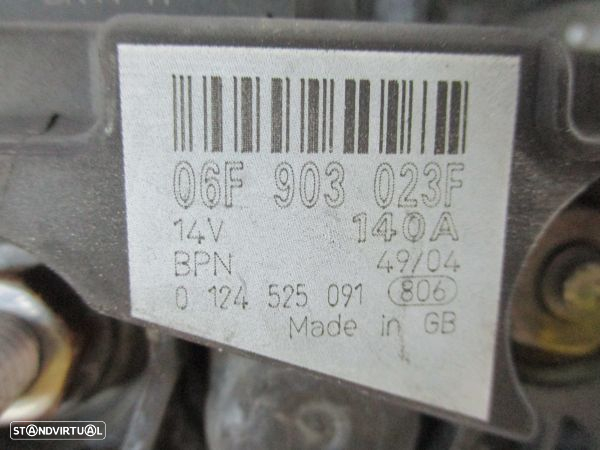 06F 903 023F
14V 140A
BPN 49/04
0 124 525 091 806
Made in GB
STANDVIRTUAL